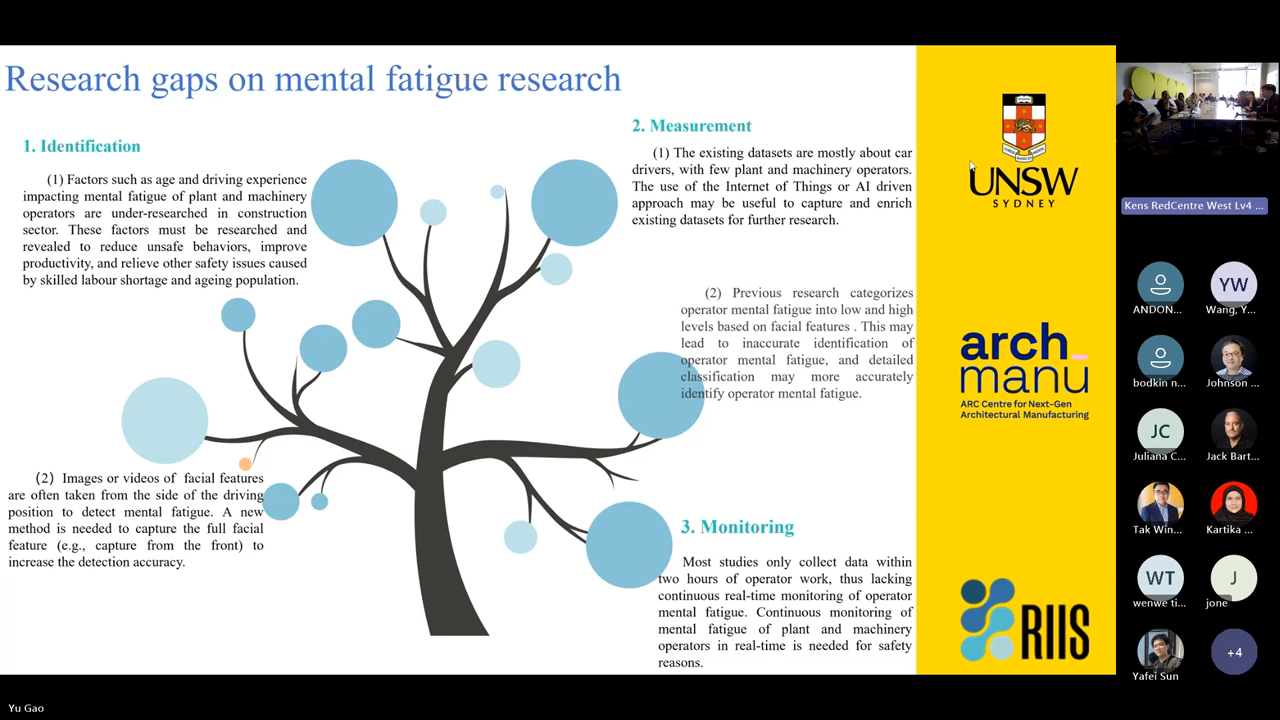 Research gaps on mental fatigue research
1. Identification
(1) Factors such as age and driving experience
impacting mental fatigue of plant and machinery
operators are under-researched in construction
sector. These factors must be researched and
revealed to reduce unsafe behaviors, improve
productivity, and relieve other safety issues caused
by skilled labour shortage and ageing population.
(2) Images or videos of facial features
are often taken from the side of the driving
position to detect mental fatigue. A new
method is needed to capture the full facial
feature (e.g., capture from the front) to
increase the detection accuracy.
2. Measurement
(1) The existing datasets are mostly about car
drivers, with few plant and machinery operators.
The use of the Internet of Things or AI driven
approach may be useful to capture and enrich
existing datasets for further research.
(2) Previous research categorizes
operator mental fatigue into low and high
levels based on facial features . This may
lead to inaccurate identification of
operator mental fatigue, and detailed
classification may more accurately
identify operator mental fatigue.
3. Monitoring
Most studies only collect data within
two hours of operator work, thus lacking
continuous real-time monitoring of operator
mental fatigue. Continuous monitoring of
mental fatigue of plant and machinery
operators in real-time is needed for safety
reasons.
UNSW
SYDNEY
arch_
manu
ARC Centre for Next-Gen
Architectural Manufacturing
RIIS
Kens RedCentre West Lv4 ...
YW
ANDON...
Wang, Y...
bodkin n...
Johnson ...
JC
Juliana C...
Jack Bart...
Tak Win...
Kartika ...
WT
J
wenwe ti...
jone
Yafei Sun
+4
Yu Gao